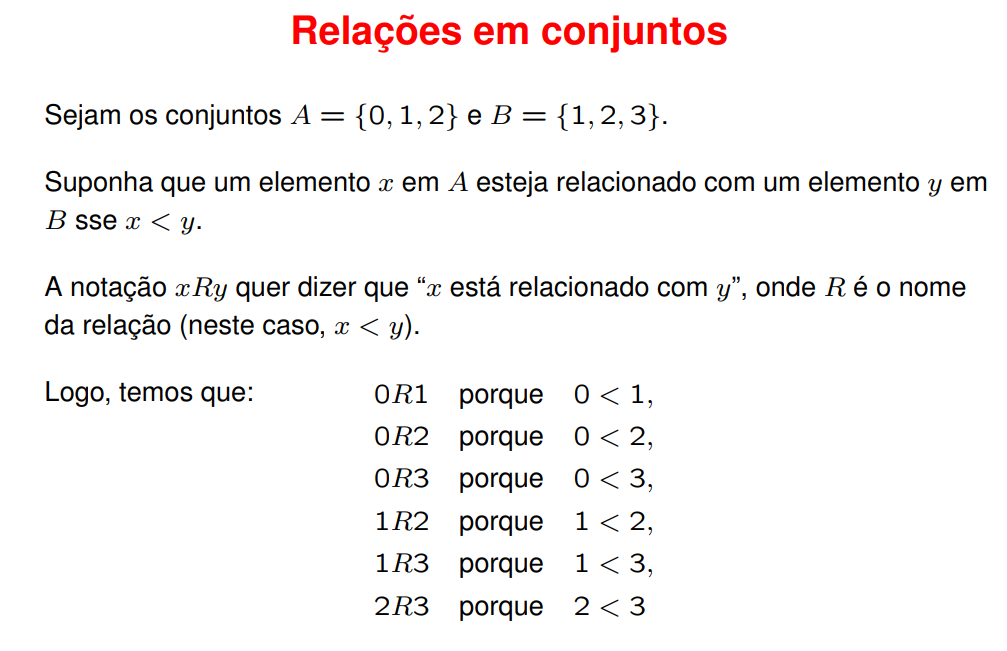 Relações em conjuntos
Sejam os conjuntos A = {0, 1, 2} e B = {1, 2, 3}.
Suponha que um elemento x em A esteja relacionado com um elemento y em
B sse x < y.
A notação xRy quer dizer que “x está relacionado com y”, onde R é o nome
da relação (neste caso, x < y).
Logo, temos que: 0R1 porque 0 < 1,
0R2 porque 0 < 2,
0R3 porque 0 < 3,
1R2 porque 1 < 2,
1R3 porque 1 < 3,
2R3 porque 2 < 3